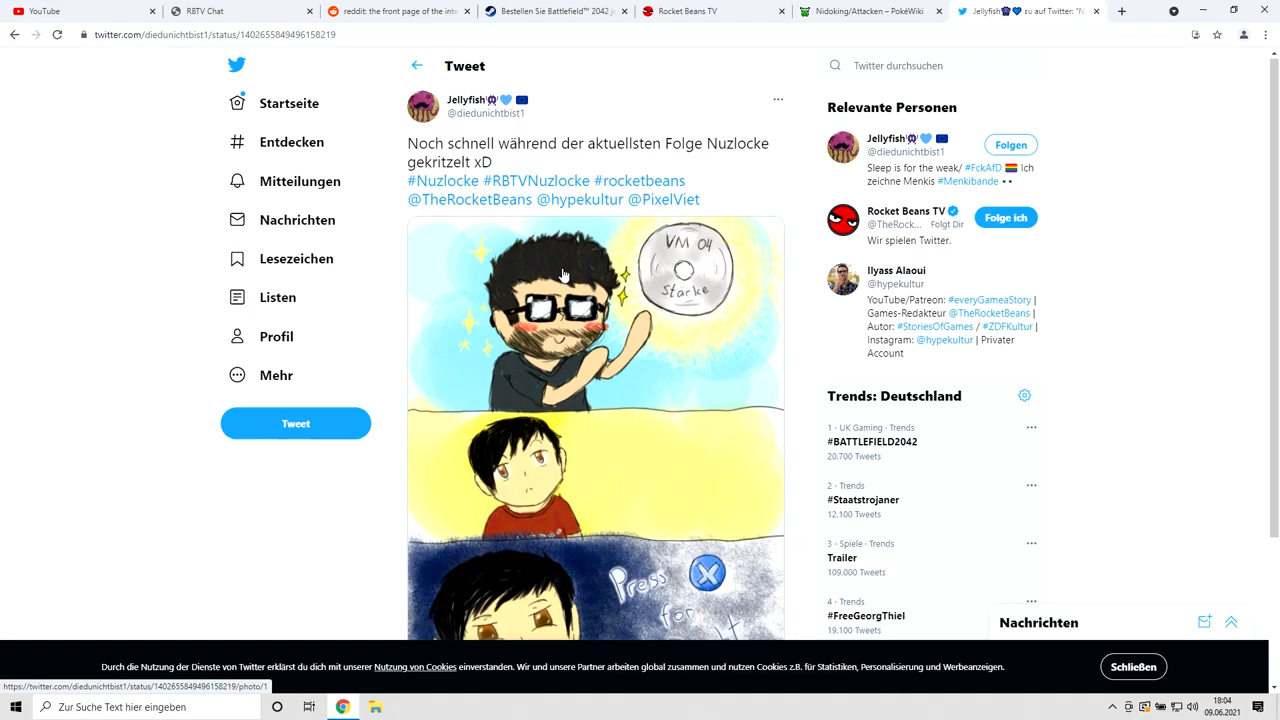 YouTube
RBTV Chat
reddit: the front page of the inte
Bestellen Sie Battlefield™ 2042 je
Rocket Beans TV
Nidoking/Attacken – PokéWiki
Jellyfish auf Twitter: "N
twitter.com/diedunichtbist1/status/1402655849496158219
Tweet
Twitter durchsuchen
Startseite
Entdecken
Mitteilungen
Nachrichten
Lesezeichen
Listen
Profil
Mehr
Tweet
Jellyfish
@diedunichtbist1
Noch schnell während der aktuellsten Folge Nuzlocke
gekritzelt xD
#Nuzlocke #RBTVNuzlocke #rocketbeans
@TheRocketBeans @hypekultur @PixelViet
VM 04
Stärke
Press X
for
Relevante Personen
Jellyfish
Folgen
@diedunichtbist1
Sleep is for the weak/ #FckAfD Ich
zeichne Menkis #Menkibande
Rocket Beans TV
Folge ich
@TheRock... Folgt Dir
Wir spielen Twitter.
Ilyass Alaoui
@hypekultur
YouTube/Patreon: #everyGameaStory |
Games-Redakteur @TheRocketBeans |
Autor: #StoriesOfGames / #ZDFKultur |
Instagram: @hypekultur | Privater
Account
Trends: Deutschland
1 · UK Gaming · Trends
#BATTLEFIELD2042
20.700 Tweets
2 · Trends
#Staatstrojaner
12.100 Tweets
3 · Spiele · Trends
Trailer
109.000 Tweets
4 · Trends
#FreeGeorgThiel
19.100 Tweets
Nachrichten
Durch die Nutzung der Dienste von Twitter erklärst du dich mit unserer Nutzung von Cookies einverstanden. Wir und unsere Partner arbeiten global zusammen und nutzen Cookies z.B. für Statistiken, Personalisierung und Werbeanzeigen.
Schließen
https://twitter.com/diedunichtbist1/status/1402655849496158219/photo/1
Zur Suche Text hier eingeben
18:04
09.06.2021